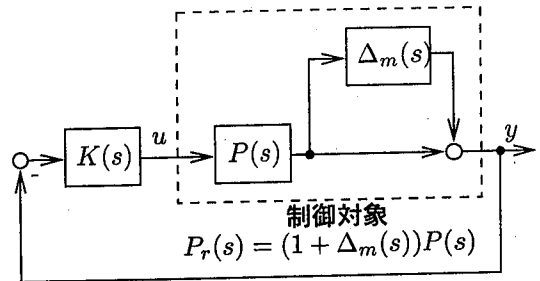 Δ_m(s)
y
u
K(s)
P(s)
-
制御対象
P_r(s) = (1 + Δ_m(s))P(s)